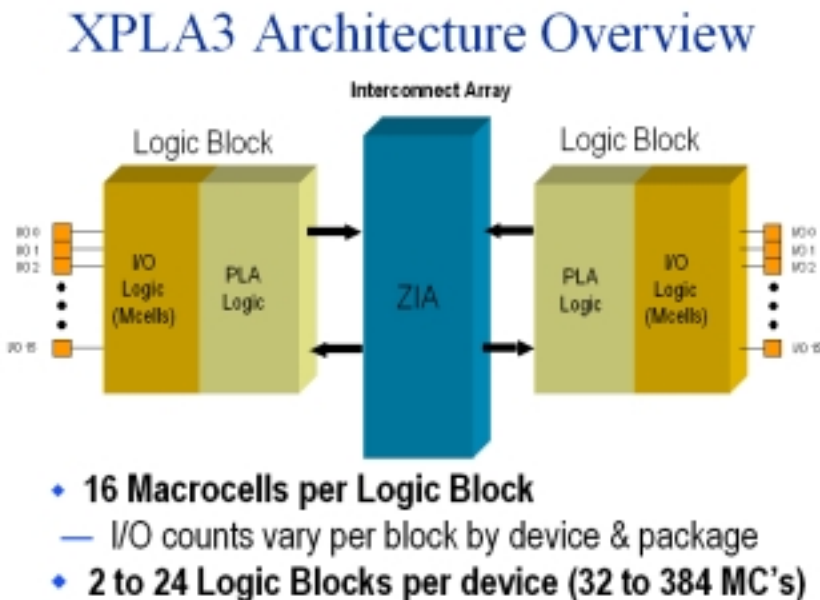 XPLA3 Architecture Overview
Interconnect Array
Logic Block
Logic Block
I/O 0
I/O 1
I/O 2
I/O 15
I/O
Logic
(Mcells)
PLA
Logic
ZIA
PLA
Logic
I/O
Logic
(Mcells)
I/O 0
I/O 1
I/O 2
I/O 15
16 Macrocells per Logic Block
— I/O counts vary per block by device & package
2 to 24 Logic Blocks per device (32 to 384 MC's)